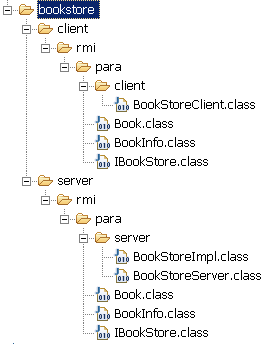 bookstore
client
rmi
para
client
BookStoreClient.class
Book.class
BookInfo.class
IBookStore.class
server
rmi
para
server
BookStoreImpl.class
BookStoreServer.class
Book.class
BookInfo.class
IBookStore.class